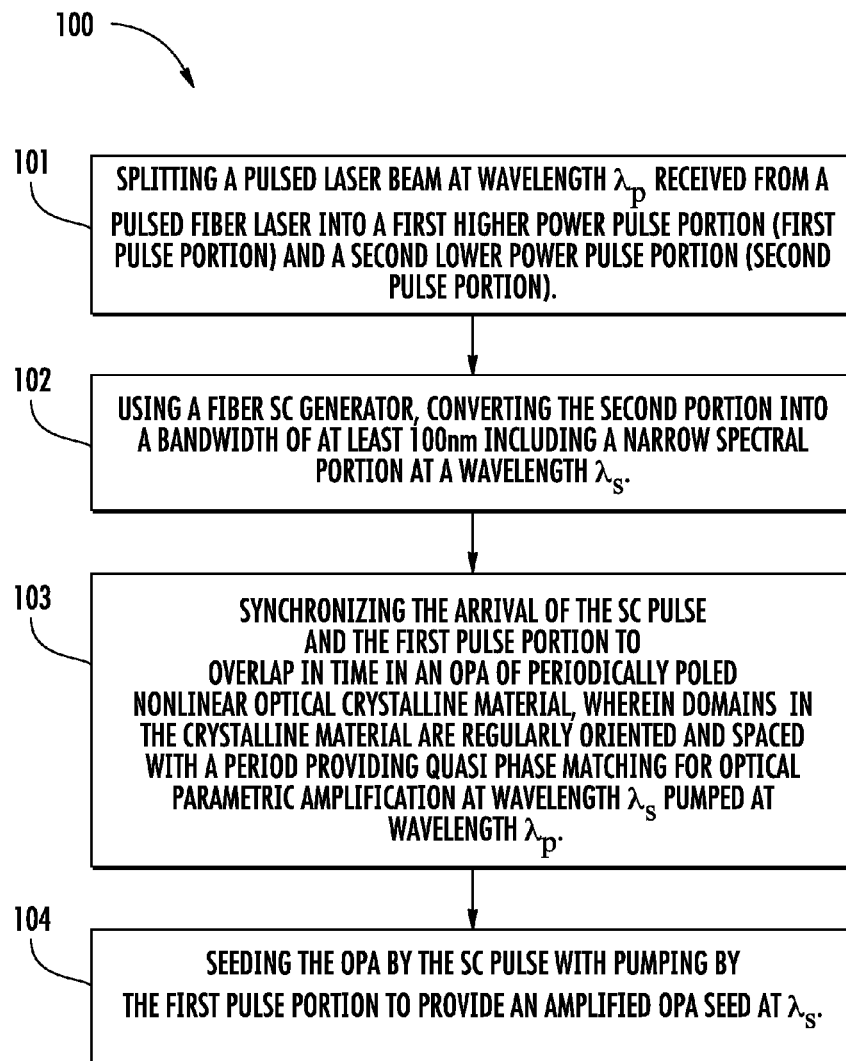 100
101
SPLITTING A PULSED LASER BEAM AT WAVELENGTH λp RECEIVED FROM A
PULSED FIBER LASER INTO A FIRST HIGHER POWER PULSE PORTION (FIRST
PULSE PORTION) AND A SECOND LOWER POWER PULSE PORTION (SECOND
PULSE PORTION).
102
USING A FIBER SC GENERATOR, CONVERTING THE SECOND PORTION INTO
A BANDWIDTH OF AT LEAST 100nm INCLUDING A NARROW SPECTRAL
PORTION AT A WAVELENGTH λs.
103
SYNCHRONIZING THE ARRIVAL OF THE SC PULSE
AND THE FIRST PULSE PORTION TO
OVERLAP IN TIME IN AN OPA OF PERIODICALLY POLED
NONLINEAR OPTICAL CRYSTALLINE MATERIAL, WHEREIN DOMAINS IN
THE CRYSTALLINE MATERIAL ARE REGULARLY ORIENTED AND SPACED
WITH A PERIOD PROVIDING QUASI PHASE MATCHING FOR OPTICAL
PARAMETRIC AMPLIFICATION AT WAVELENGTH λs PUMPED AT
WAVELENGTH λp.
104
SEEDING THE OPA BY THE SC PULSE WITH PUMPING BY
THE FIRST PULSE PORTION TO PROVIDE AN AMPLIFIED OPA SEED AT λs.